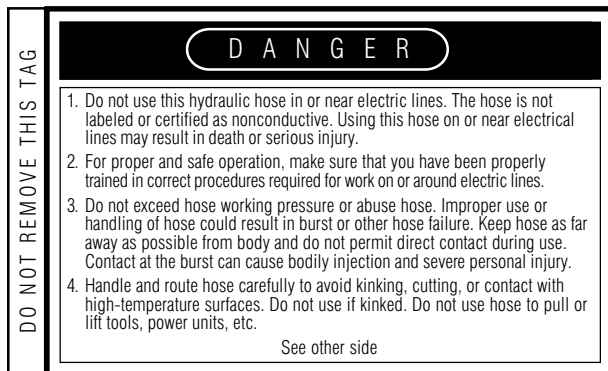 DO NOT REMOVE THIS TAG
DANGER
1. Do not use this hydraulic hose in or near electric lines. The hose is not
labeled or certified as nonconductive. Using this hose on or near electrical
lines may result in death or serious injury.
2. For proper and safe operation, make sure that you have been properly
trained in correct procedures required for work on or around electric lines.
3. Do not exceed hose working pressure or abuse hose. Improper use or
handling of hose could result in burst or other hose failure. Keep hose as far
away as possible from body and do not permit direct contact during use.
Contact at the burst can cause bodily injection and severe personal injury.
4. Handle and route hose carefully to avoid kinking, cutting, or contact with
high-temperature surfaces. Do not use if kinked. Do not use hose to pull or
lift tools, power units, etc.
See other side